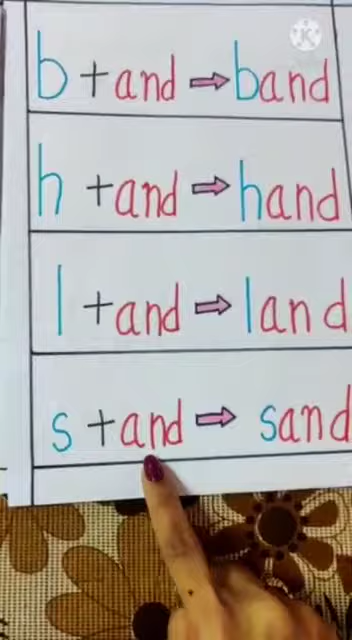 b + and ⇨ band
h + and ⇨ hand
l + and ⇨ land
s + and ⇨ sand